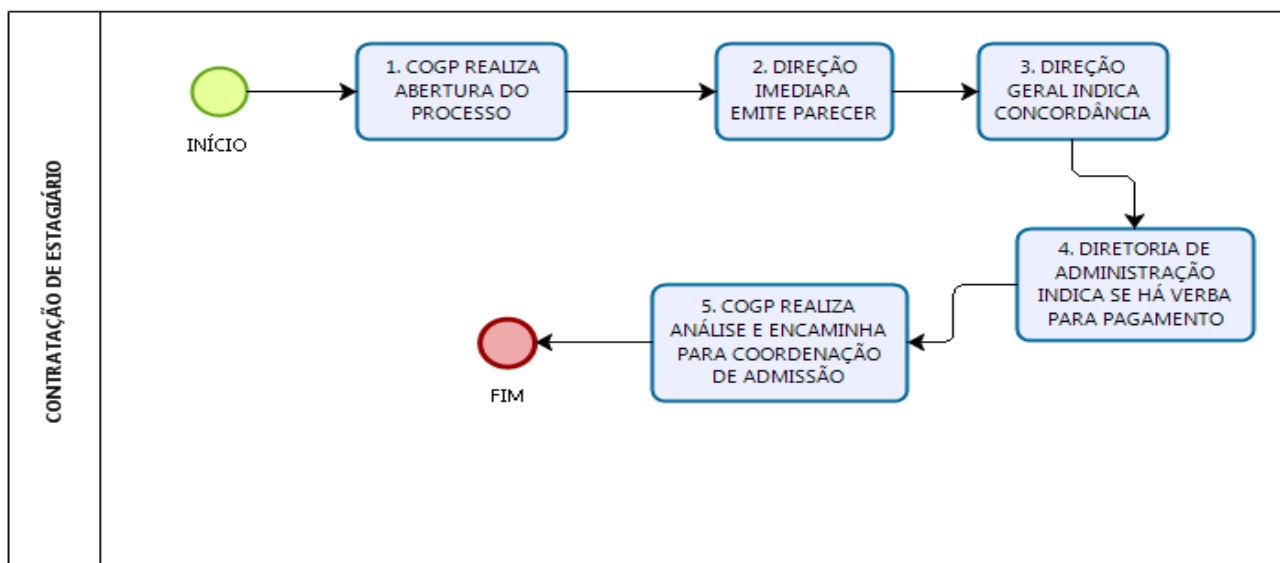 CONTRATAÇÃO DE ESTAGIÁRIO
INÍCIO
1. COGP REALIZA
ABERTURA DO
PROCESSO
2. DIREÇÃO
IMEDIARA
EMITE PARECER
3. DIREÇÃO
GERAL INDICA
CONCORDÂNCIA
4. DIRETORIA DE
ADMINISTRAÇÃO
INDICA SE HÁ VERBA
PARA PAGAMENTO
5. COGP REALIZA
ANÁLISE E ENCAMINHA
PARA COORDENAÇÃO
DE ADMISSÃO
FIM